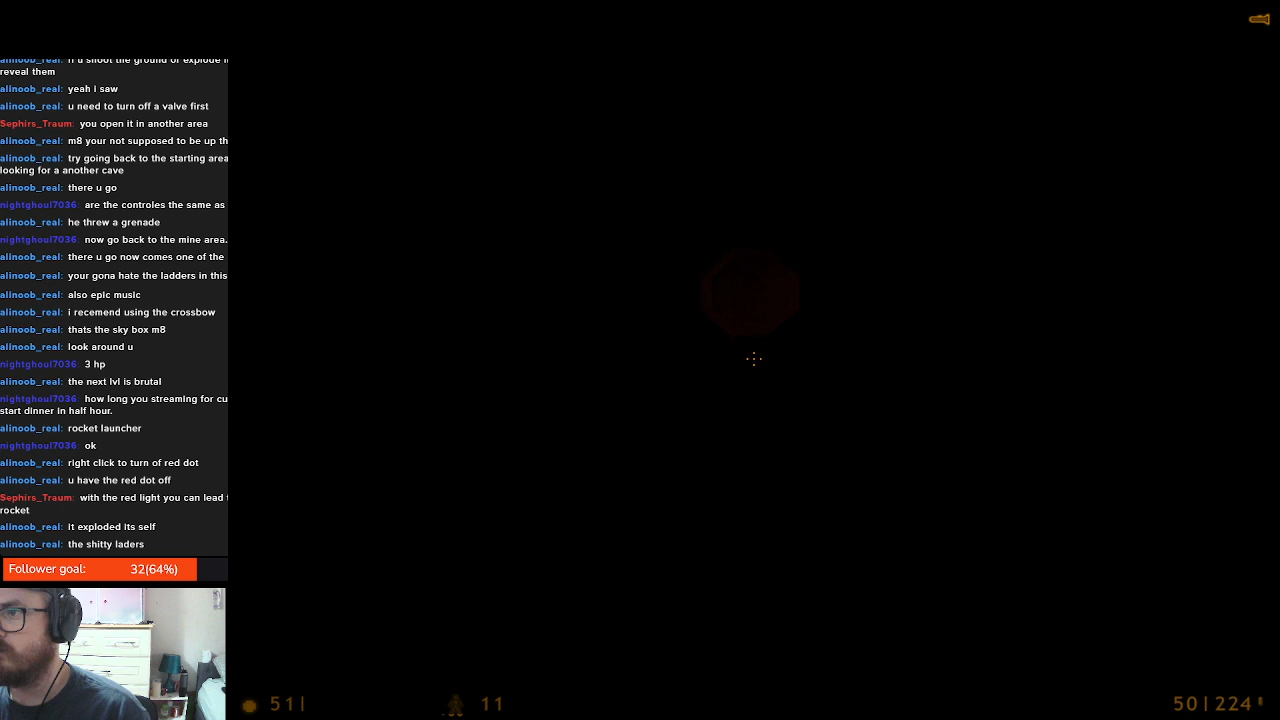 reveal them
alinoob_real: yeah i saw
alinoob_real: u need to turn off a valve first
Sephirs_Traum: you open it in another area
alinoob_real: m8 your not supposed to be up th
alinoob_real: try going back to the starting area
looking for a another cave
alinoob_real: there u go
nightghoul7036: are the controles the same as
alinoob_real: he threw a grenade
nightghoul7036: now go back to the mine area.
alinoob_real: there u go now comes one of the
alinoob_real: your gona hate the ladders in this
alinoob_real: also epic music
alinoob_real: i recemend using the crossbow
alinoob_real: thats the sky box m8
alinoob_real: look around u
nightghoul7036: 3 hp
alinoob_real: the next lvl is brutal
nightghoul7036: how long you streaming for cu
start dinner in half hour.
alinoob_real: rocket launcher
nightghoul7036: ok
alinoob_real: right click to turn of red dot
alinoob_real: u have the red dot off
Sephirs_Traum: with the red light you can lead
rocket
alinoob_real: it exploded its self
alinoob_real: the shitty laders
Follower goal: 32(64%)
51|
11
50|224